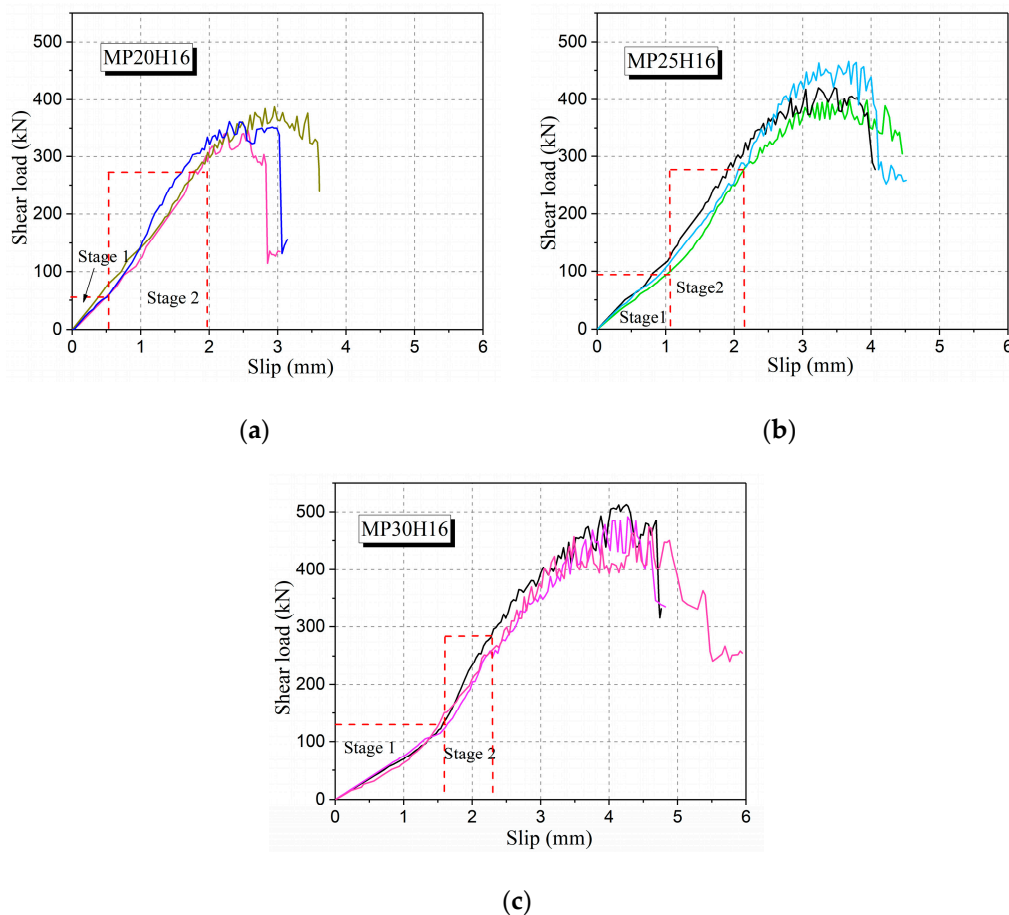 500
400
300
200
100
0
Shear load (kN)
MP20H16
Stage 1
Stage 2
0 1 2 3 4 5 6
Slip (mm)
(a)
500
400
300
200
100
0
Shear load (kN)
MP25H16
Stage1
Stage2
0 1 2 3 4 5 6
Slip (mm)
(b)
500
400
300
200
100
0
Shear load (kN)
MP30H16
Stage 1
Stage 2
0 1 2 3 4 5 6
Slip (mm)
(c)